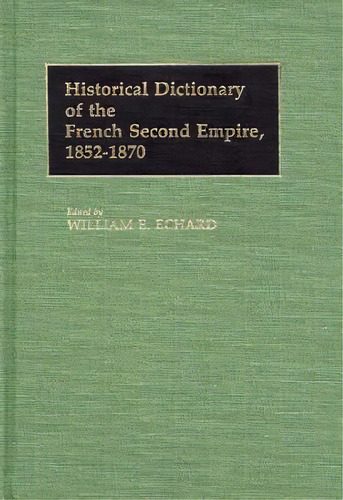 Historical Dictionary
of the
French Second Empire,
1852-1870
Edited by
WILLIAM E. ECHARD